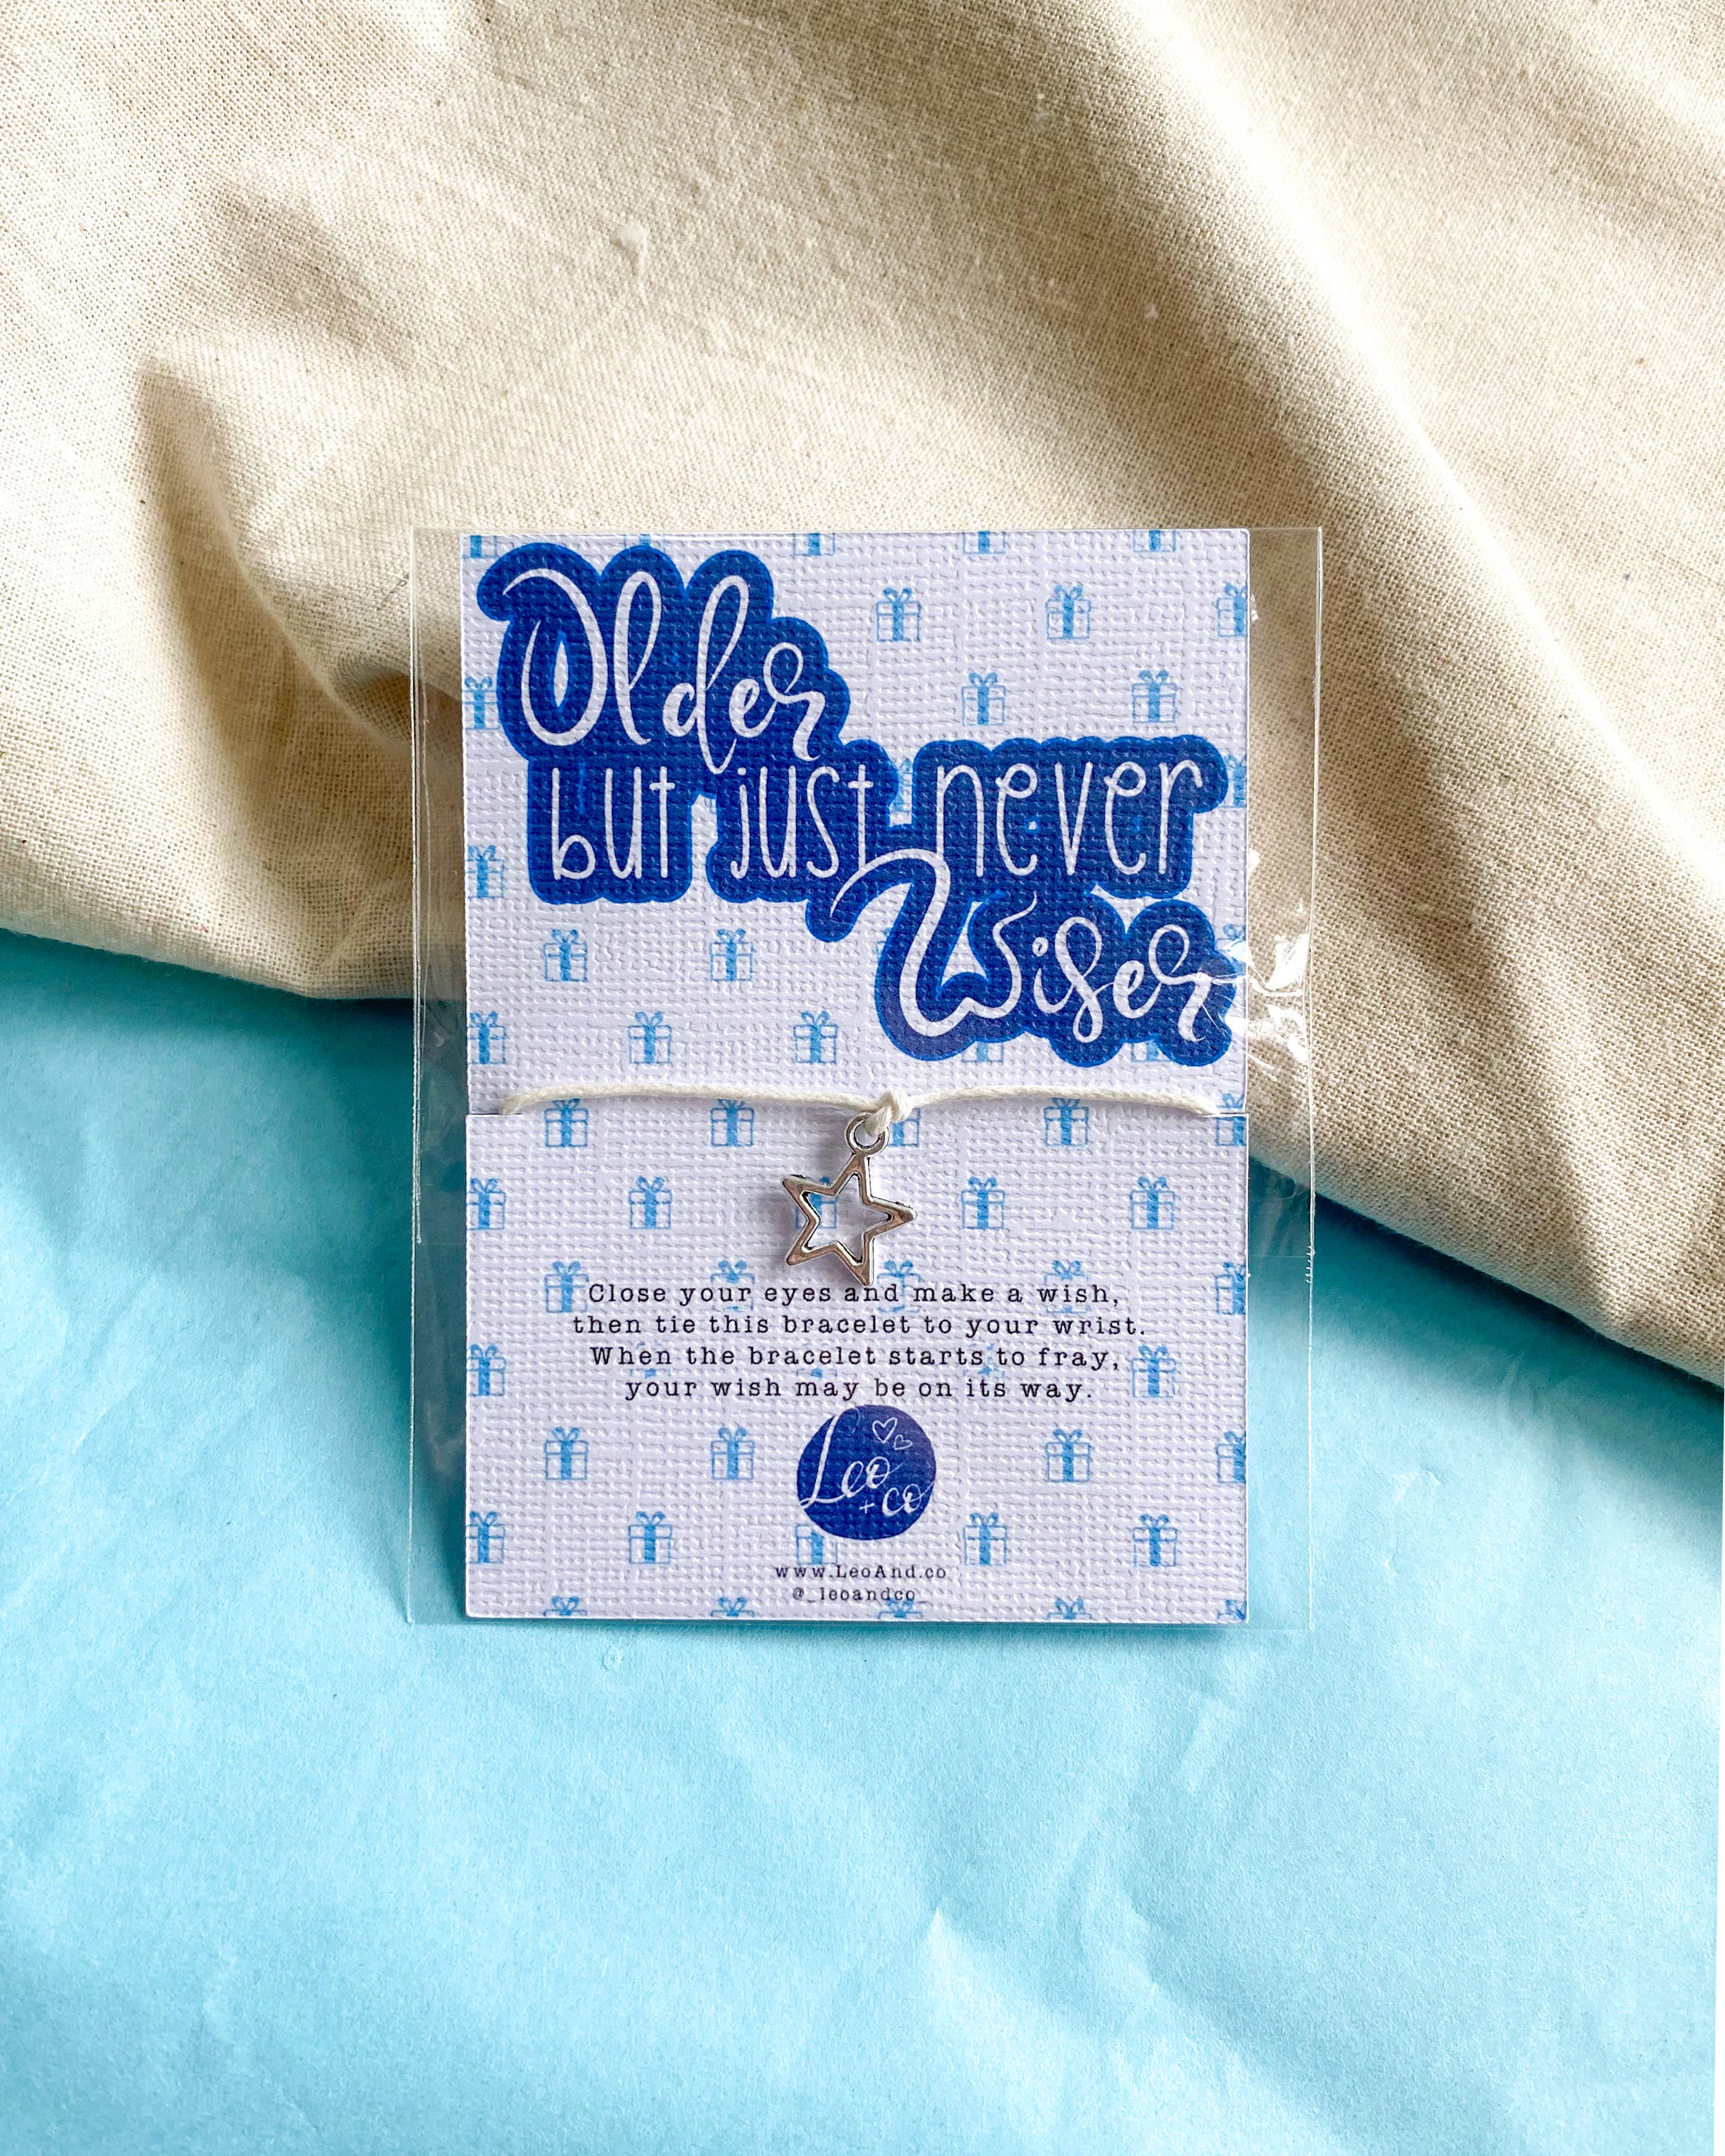 Older
but just never
Wiser
Close your eyes and make a wish,
then tie this bracelet to your wrist.
When the bracelet starts to fray,
your wish may be on its way.
Leo
+ co
www.LeoAnd.co
@_leoandco_